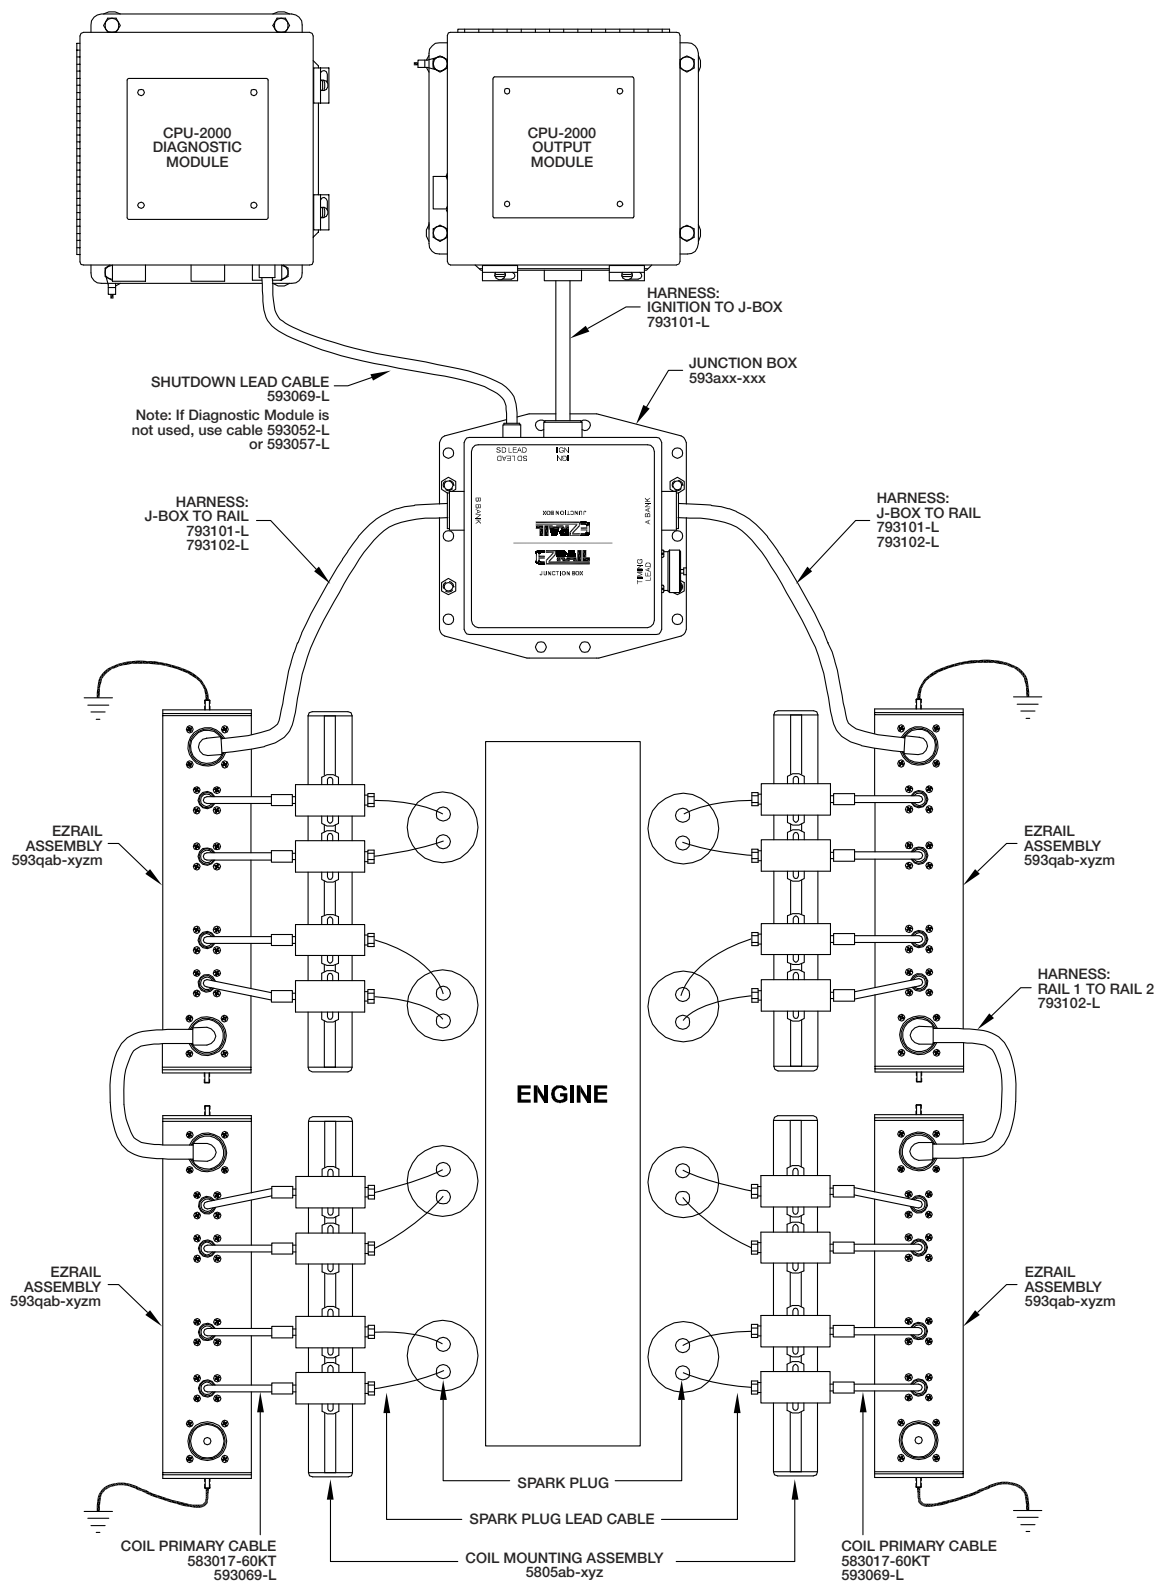 CPU-2000
DIAGNOSTIC
MODULE
CPU-2000
OUTPUT
MODULE
HARNESS:
IGNITION TO J-BOX
793101-L
JUNCTION BOX
593axx-xxx
SHUTDOWN LEAD CABLE
593069-L
Note: If Diagnostic Module is
not used, use cable 593052-L
or 593057-L
SD LEAD
SD LEAD
IGN
IGN
HARNESS:
J-BOX TO RAIL
793101-L
793102-L
B BANK
JUNCTION BOX
EZRAIL
EZRAIL
JUNCTION BOX
A BANK
TIMING
LEAD
HARNESS:
J-BOX TO RAIL
793101-L
793102-L
EZRAIL
ASSEMBLY
593qab-xyzm
EZRAIL
ASSEMBLY
593qab-xyzm
HARNESS:
RAIL 1 TO RAIL 2
793102-L
ENGINE
EZRAIL
ASSEMBLY
593qab-xyzm
EZRAIL
ASSEMBLY
593qab-xyzm
SPARK PLUG
SPARK PLUG LEAD CABLE
COIL PRIMARY CABLE
583017-60KT
593069-L
COIL MOUNTING ASSEMBLY
5805ab-xyz
COIL PRIMARY CABLE
583017-60KT
593069-L